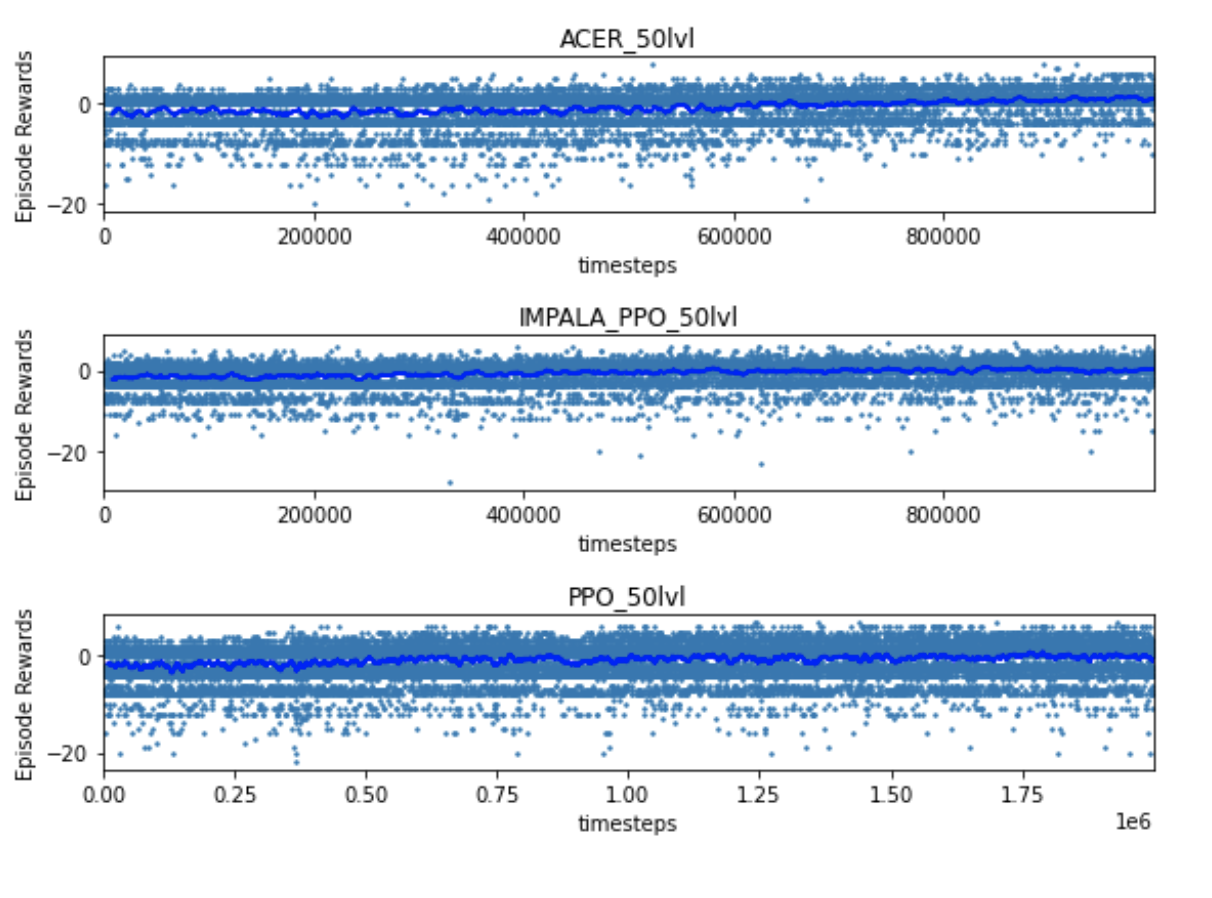 ACER_50lvl
Episode Rewards
0
−20
0 200000 400000 600000 800000
timesteps
IMPALA_PPO_50lvl
Episode Rewards
0
−20
0 200000 400000 600000 800000
timesteps
PPO_50lvl
Episode Rewards
0
−20
0.00 0.25 0.50 0.75 1.00 1.25 1.50 1.75
timesteps
1e6